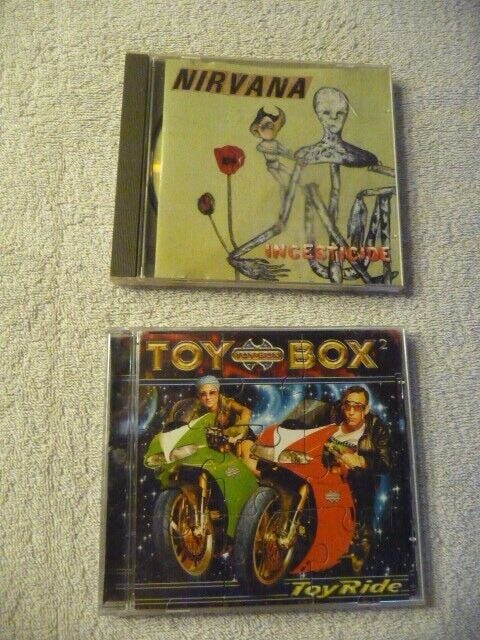 NIRVANA
INCESTICIDE
TOY BOX 2
ToyRide